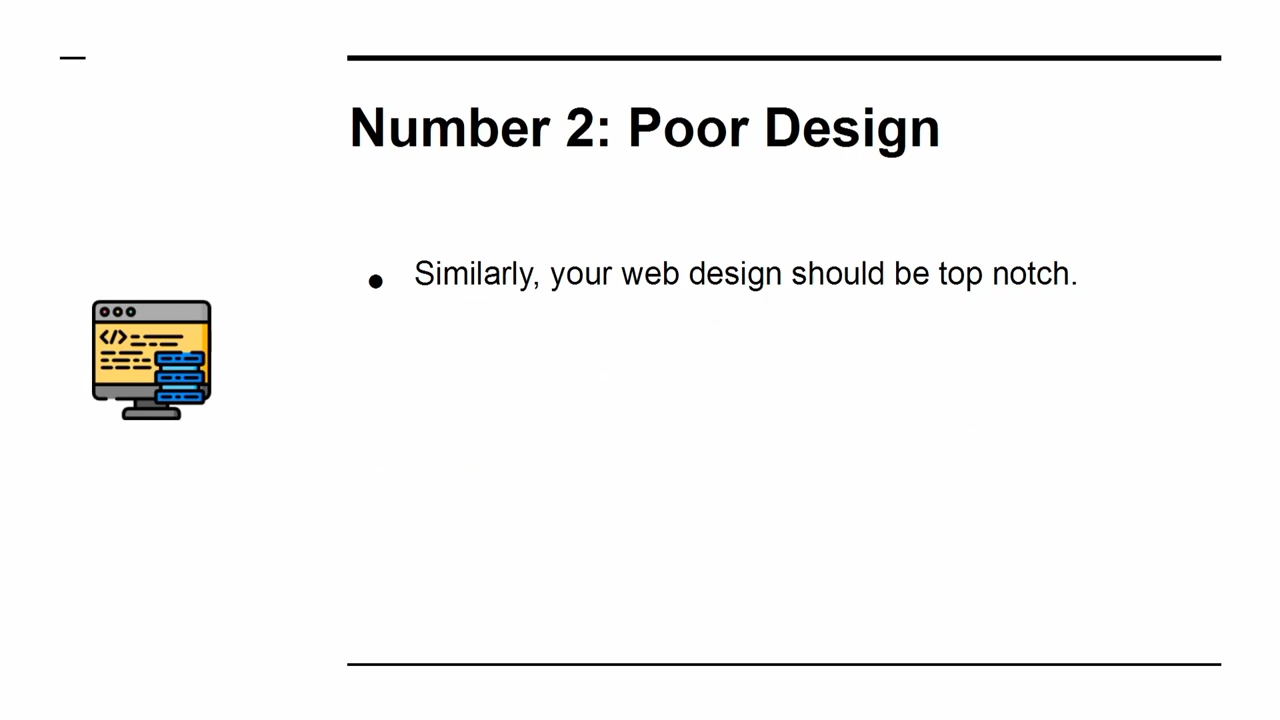 Number 2: Poor Design
● Similarly, your web design should be top notch.